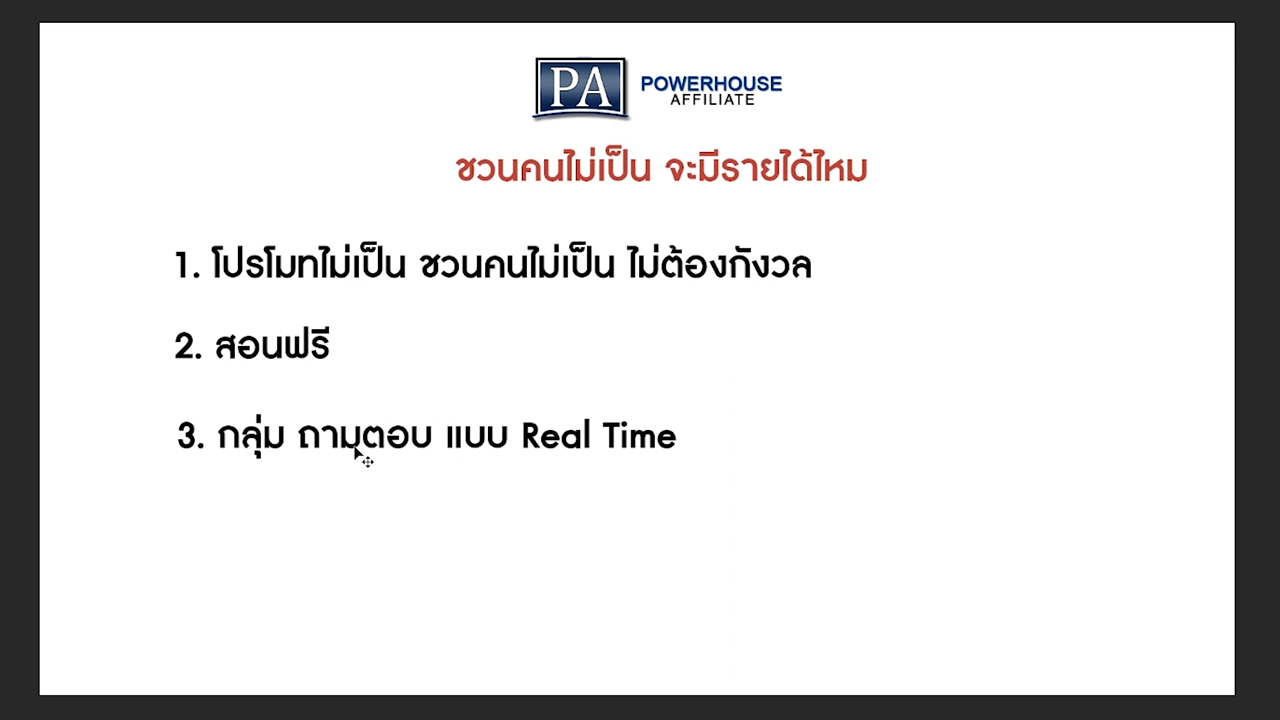 PA
POWERHOUSE
AFFILIATE
ชวนคนไม่เป็น จะมีรายได้ไหม
1. โปรโมทไม่เป็น ชวนคนไม่เป็น ไม่ต้องกังวล
2. สอนฟรี
3. กลุ่ม ถามตอบ แบบ Real Time